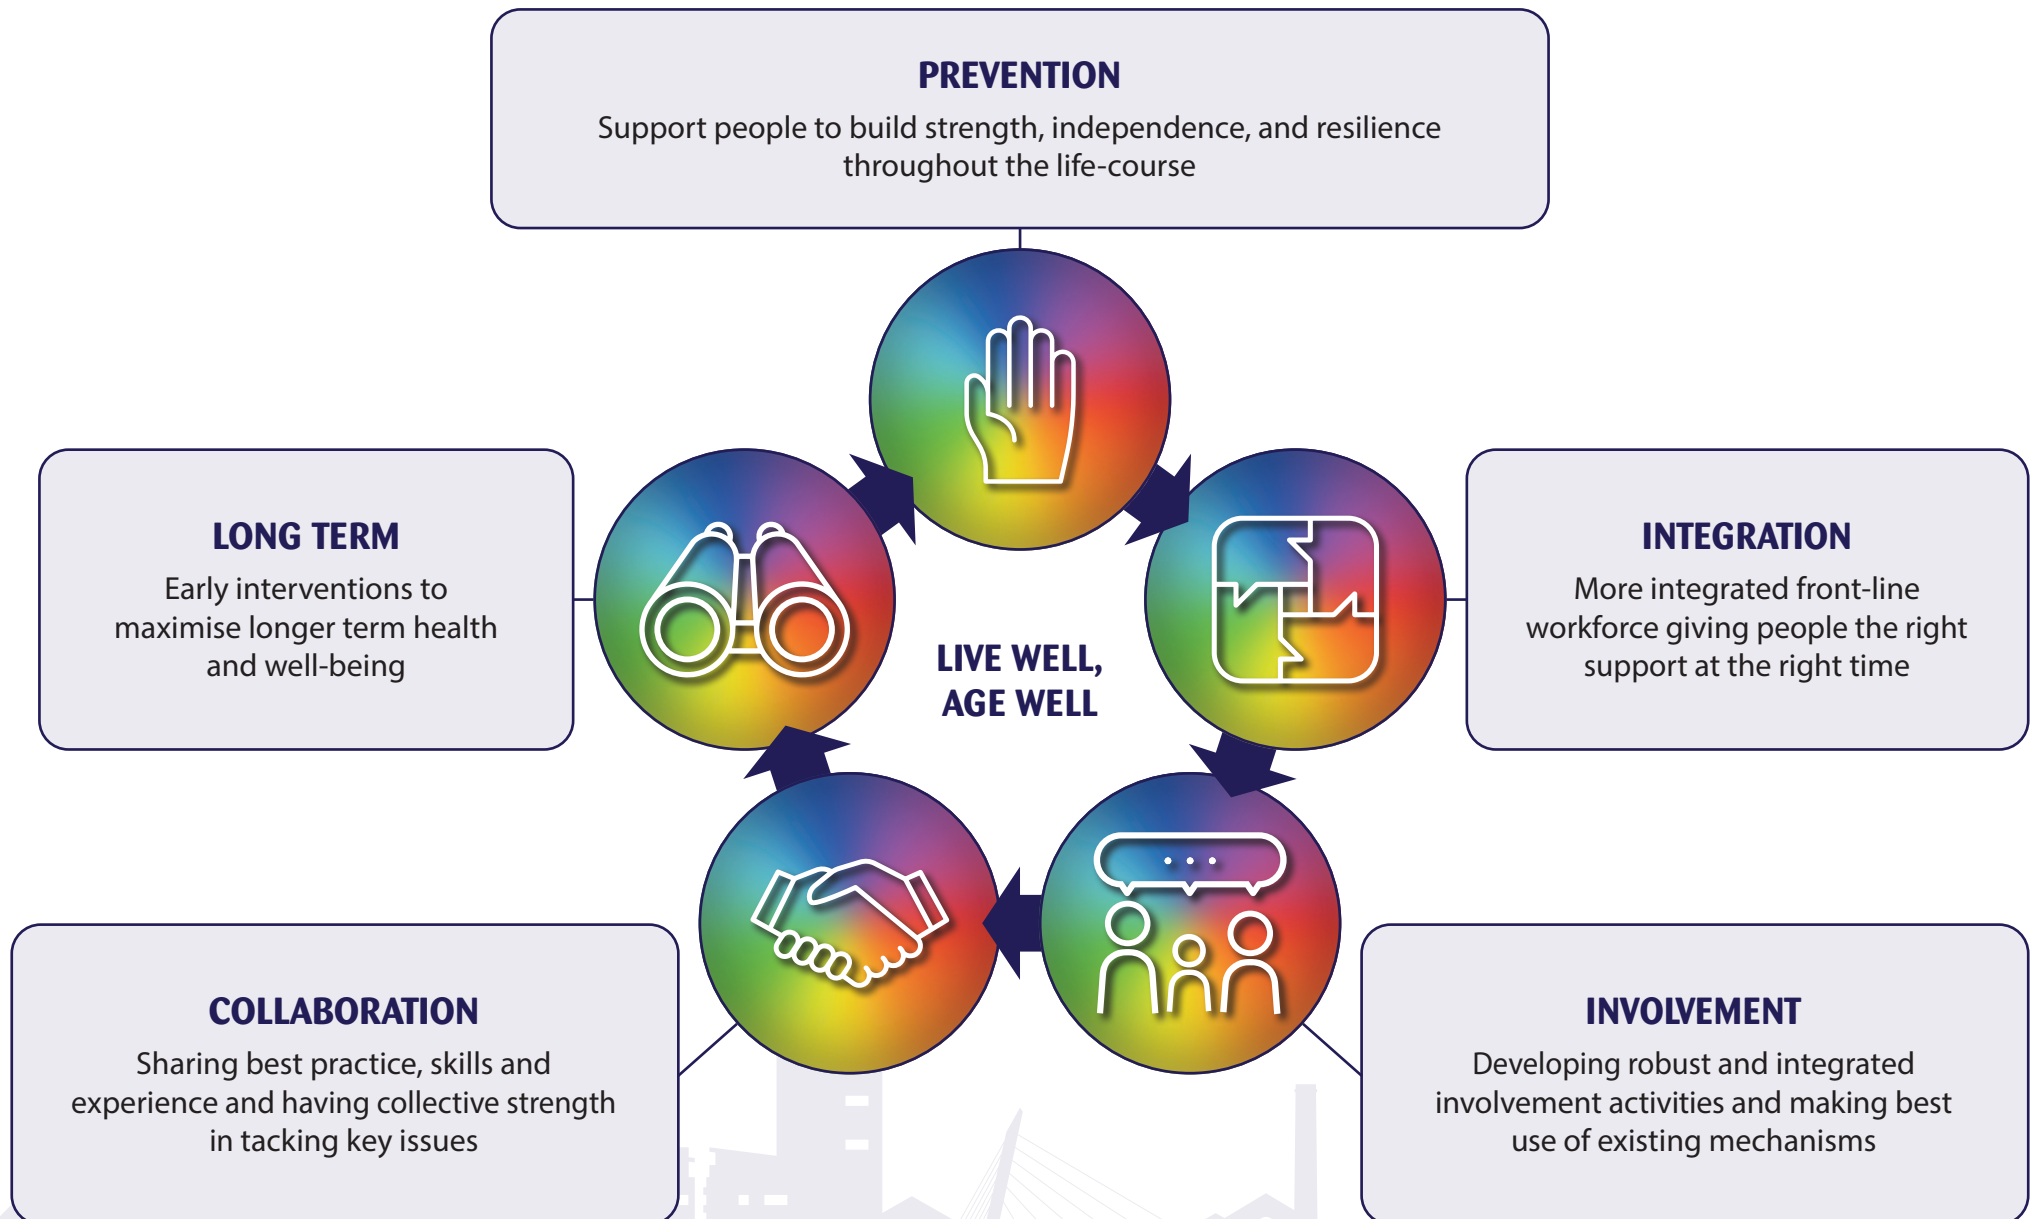 PREVENTION
Support people to build strength, independence, and resilience
throughout the life-course
LONG TERM
Early interventions to
maximise longer term health
and well-being
INTEGRATION
More integrated front-line
workforce giving people the right
support at the right time
LIVE WELL,
AGE WELL
COLLABORATION
Sharing best practice, skills and
experience and having collective strength
in tacking key issues
INVOLVEMENT
Developing robust and integrated
involvement activities and making best
use of existing mechanisms